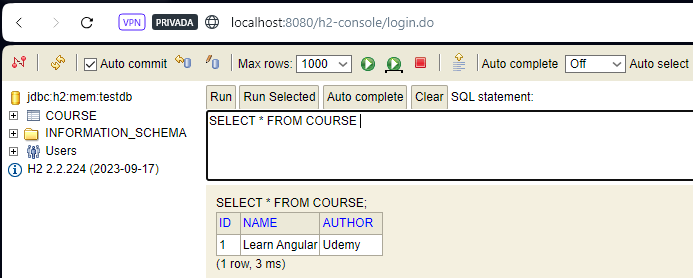 VPN PRIVADA localhost:8080/h2-console/login.do
Auto commit Max rows: 1000 Auto complete Off Auto select
jdbc:h2:mem:testdb
COURSE
INFORMATION_SCHEMA
Users
H2 2.2.224 (2023-09-17)
Run Run Selected Auto complete Clear SQL statement:
SELECT * FROM COURSE
SELECT * FROM COURSE;
ID NAME AUTHOR
1 Learn Angular Udemy
(1 row, 3 ms)